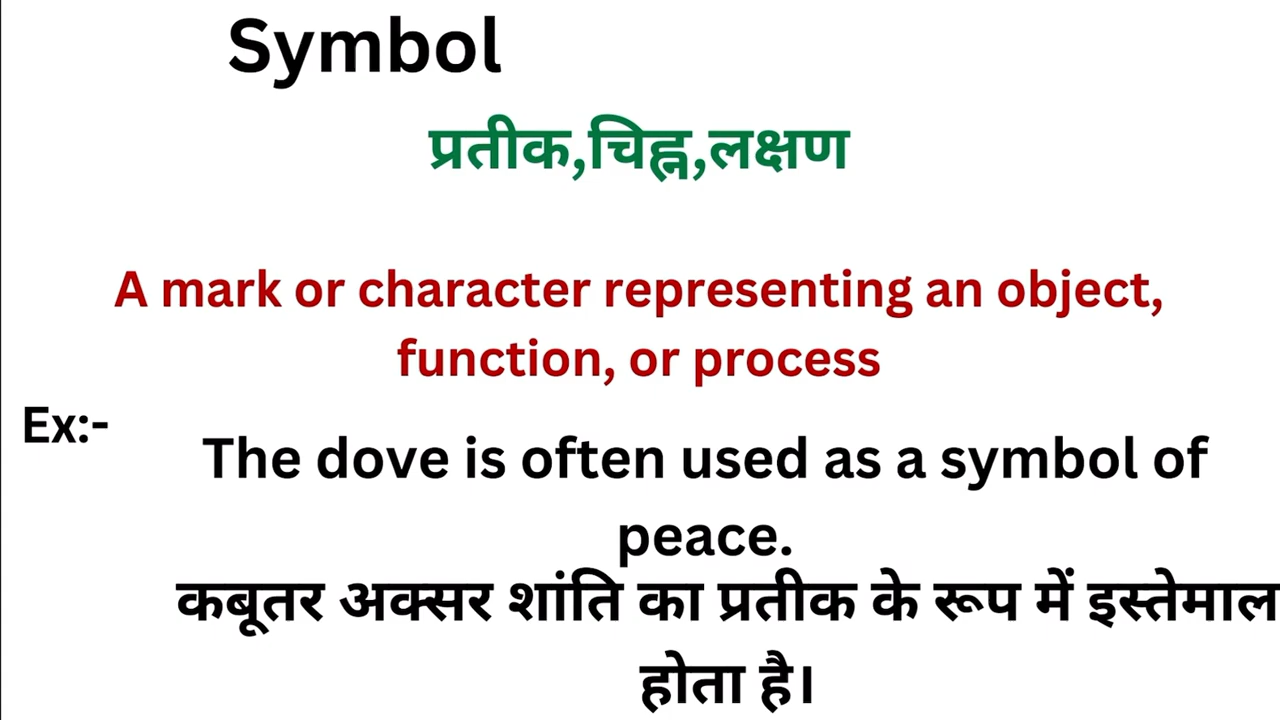 Symbol
प्रतीक,चिह्न,लक्षण
A mark or character representing an object,
function, or process
Ex:-
The dove is often used as a symbol of
peace.
कबूतर अक्सर शांति का प्रतीक के रूप में इस्तेमाल
होता है।